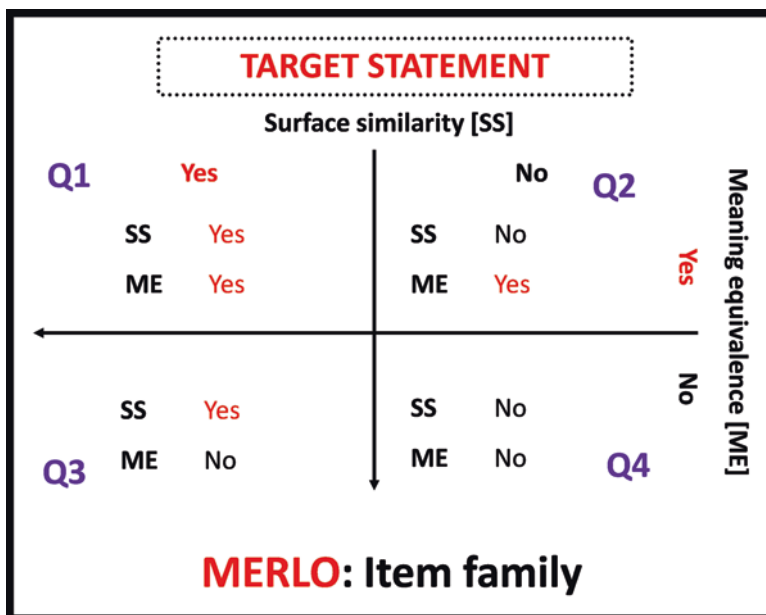 TARGET STATEMENT
Surface similarity [SS]
Q1 Yes
No Q2
SS Yes
ME Yes
SS No
ME Yes
Meaning equivalence [ME]
Yes
No
SS Yes
ME No
Q3
SS No
ME No
Q4
MERLO: Item family